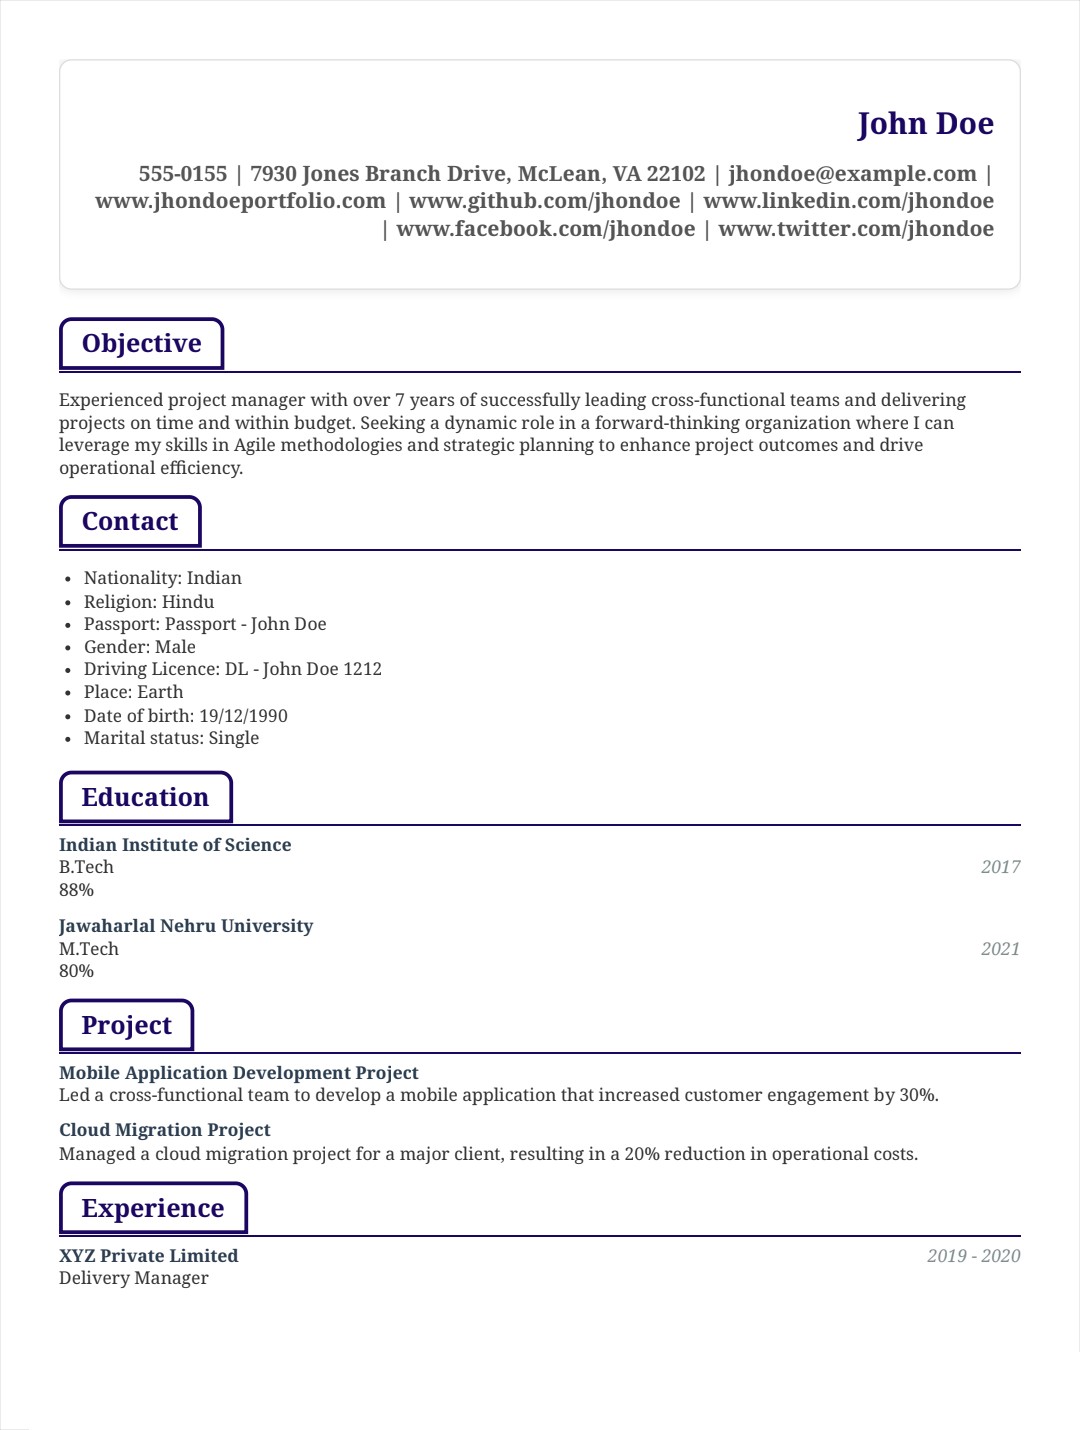 John Doe
555-0155 | 7930 Jones Branch Drive, McLean, VA 22102 | jhondoe@example.com |
www.jhondoeportfolio.com | www.github.com/jhondoe | www.linkedin.com/jhondoe
| www.facebook.com/jhondoe | www.twitter.com/jhondoe
Objective
Experienced project manager with over 7 years of successfully leading cross-functional teams and delivering
projects on time and within budget. Seeking a dynamic role in a forward-thinking organization where I can
leverage my skills in Agile methodologies and strategic planning to enhance project outcomes and drive
operational efficiency.
Contact
• Nationality: Indian
• Religion: Hindu
• Passport: Passport - John Doe
• Gender: Male
• Driving Licence: DL - John Doe 1212
• Place: Earth
• Date of birth: 19/12/1990
• Marital status: Single
Education
Indian Institute of Science
B.Tech 2017
88%
Jawaharlal Nehru University
M.Tech 2021
80%
Project
Mobile Application Development Project
Led a cross-functional team to develop a mobile application that increased customer engagement by 30%.
Cloud Migration Project
Managed a cloud migration project for a major client, resulting in a 20% reduction in operational costs.
Experience
XYZ Private Limited 2019 - 2020
Delivery Manager